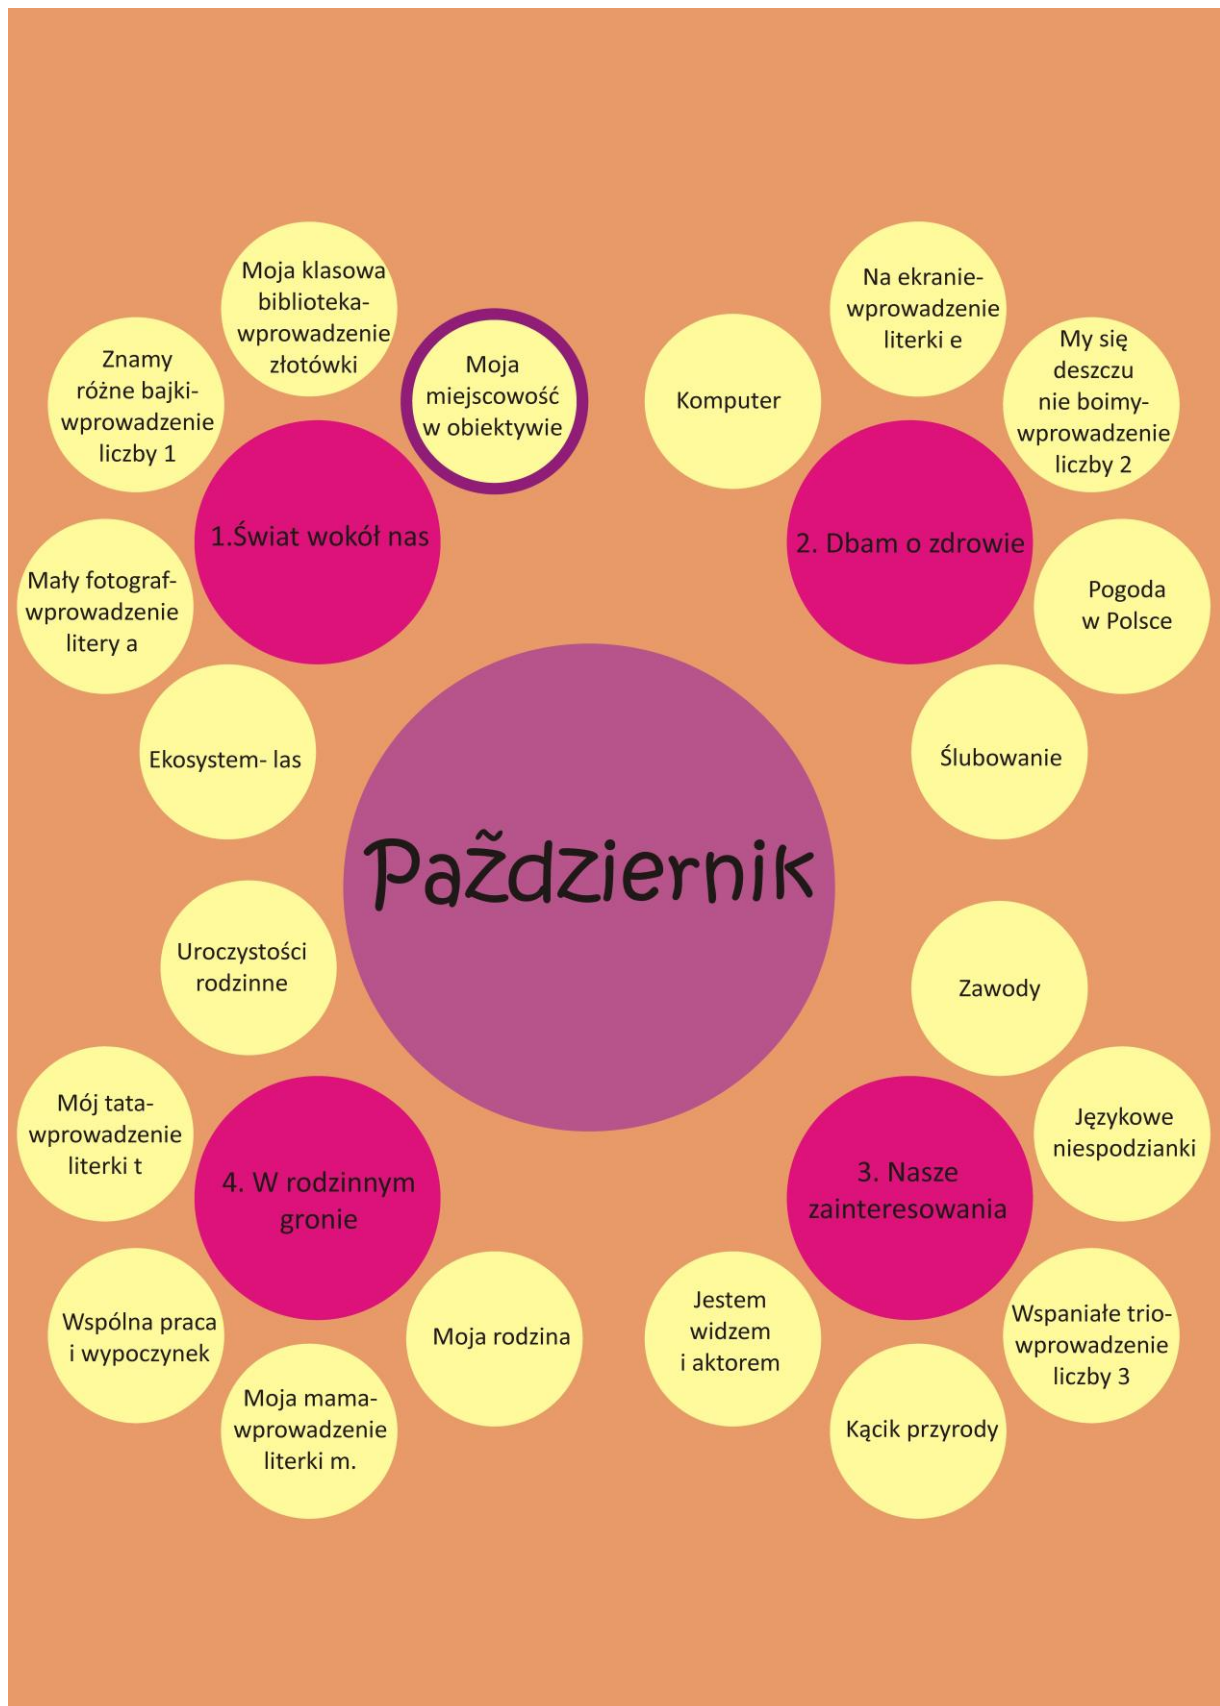 Moja klasowa
biblioteka-
wprowadzenie
złotówki
Znamy
różne bajki-
wprowadzenie
liczby 1
Moja
miejscowość
w obiektywie
1.Świat wokół nas
Mały fotograf-
wprowadzenie
litery a
Ekosystem- las
Na ekranie-
wprowadzenie
literki e
Komputer
My się
deszczu
nie boimy-
wprowadzenie
liczby 2
2. Dbam o zdrowie
Pogoda
w Polsce
Ślubowanie
Paždziernik
Uroczystości
rodzinne
Mój tata-
wprowadzenie
literki t
4. W rodzinnym
gronie
Wspólna praca
i wypoczynek
Moja mama-
wprowadzenie
literki m.
Moja rodzina
Zawody
Językowe
niespodzianki
3. Nasze
zainteresowania
Jestem
widzem
i aktorem
Wspaniałe trio-
wprowadzenie
liczby 3
Kącik przyrody